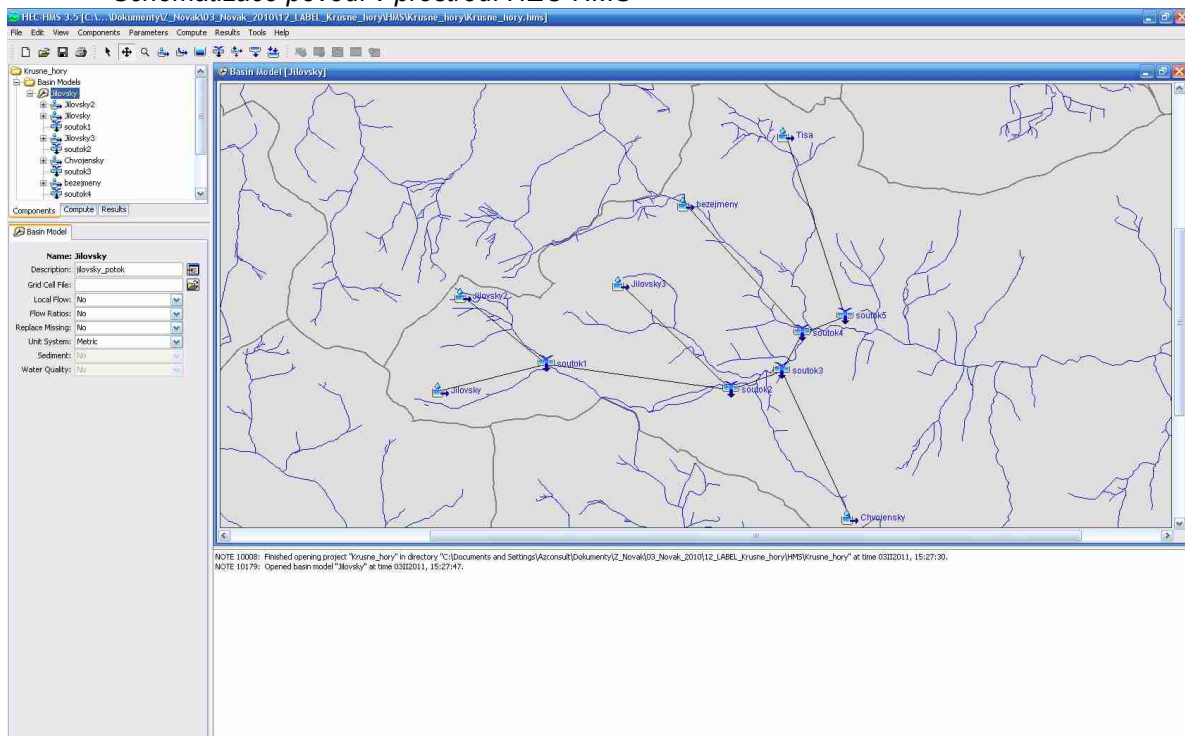 Schematizace povodí v prostředí HEC-HMS
HEC-HMS 3.5 [C:\...\Dokumenty\Z_Novak\03_Novak_2010\12_LABEL_Krusne_hory\HMS\Krusne_hory\Krusne_hory.hms]
File Edit View Components Parameters Compute Results Tools Help
Krusne_hory
Basin Models
Jilovsky
Jilovsky2
Jilovsky
soutok1
Jilovsky3
soutok2
Chvojensky
soutok3
bezejmeny
soutok4
Components Compute Results
Basin Model
Name: Jilovsky
Description: jilovsky_potok
Grid Cell File:
Local Flow: No
Flow Ratios: No
Replace Missing: No
Unit System: Metric
Sediment: No
Water Quality: No
Basin Model [Jilovsky]
Tisa
bezejmeny
Jilovsky3
Jilovsky2
soutok5
soutok4
soutok1
soutok3
Jilovsky
soutok2
Chvojensky
NOTE 10008: Finished opening project "Krusne_hory" in directory "C:\Documents and Settings\Azconsult\Dokumenty\Z_Novak\03_Novak_2010\12_LABEL_Krusne_hory\HMS\Krusne_hory" at time 03II2011, 15:27:30.
NOTE 10179: Opened basin model "Jilovsky" at time 03II2011, 15:27:47.